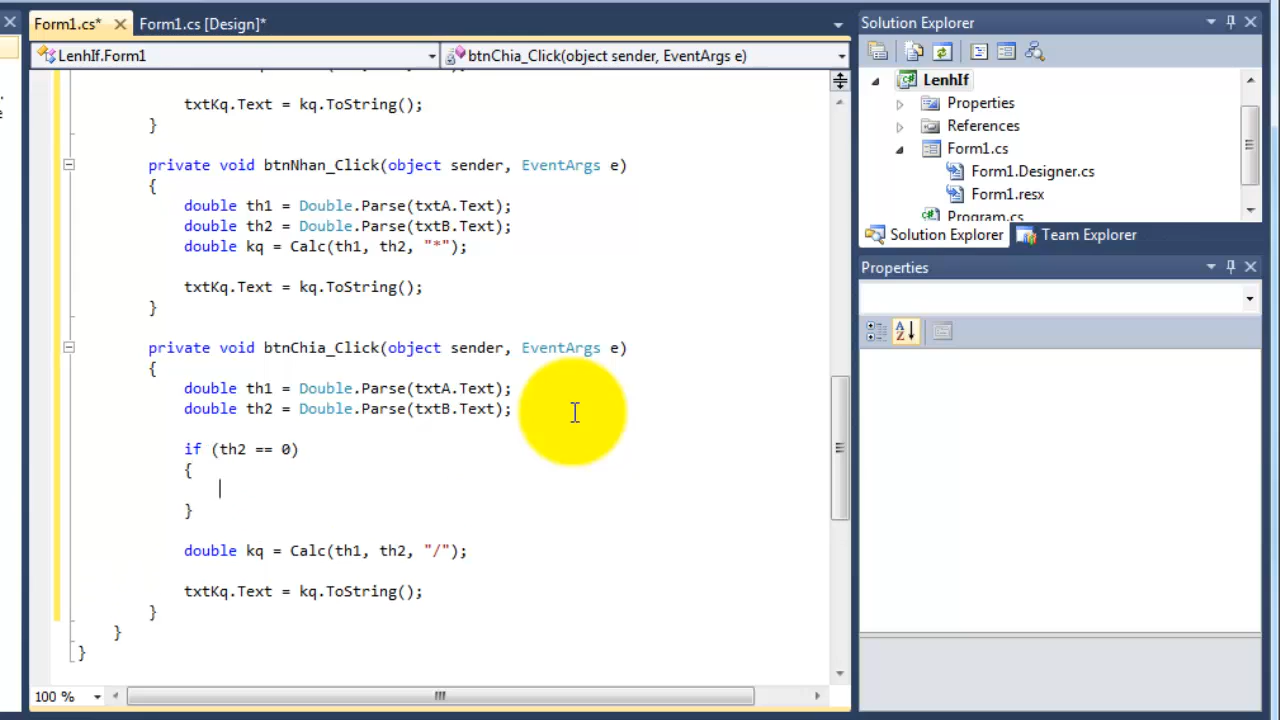 Form1.cs* Form1.cs [Design]*
LenhIf.Form1 btnChia_Click(object sender, EventArgs e)
txtKq.Text = kq.ToString();
}
private void btnNhan_Click(object sender, EventArgs e)
{
double th1 = Double.Parse(txtA.Text);
double th2 = Double.Parse(txtB.Text);
double kq = Calc(th1, th2, "*");
txtKq.Text = kq.ToString();
}
private void btnChia_Click(object sender, EventArgs e)
{
double th1 = Double.Parse(txtA.Text);
double th2 = Double.Parse(txtB.Text);
if (th2 == 0)
{
}
double kq = Calc(th1, th2, "/");
txtKq.Text = kq.ToString();
}
}
}
100 %
Solution Explorer
LenhIf
Properties
References
Form1.cs
Form1.Designer.cs
Form1.resx
Program.cs
Solution Explorer Team Explorer
Properties